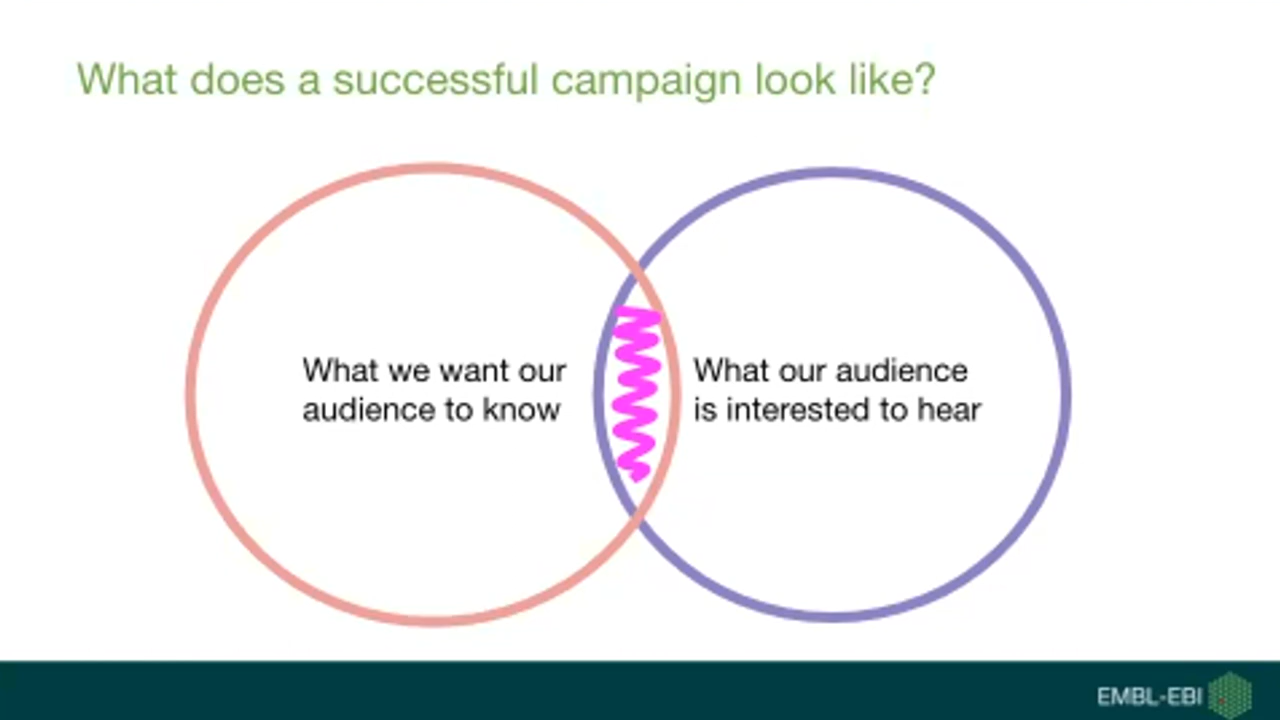 What does a successful campaign look like?
What we want our
audience to know
What our audience
is interested to hear
EMBL-EBI